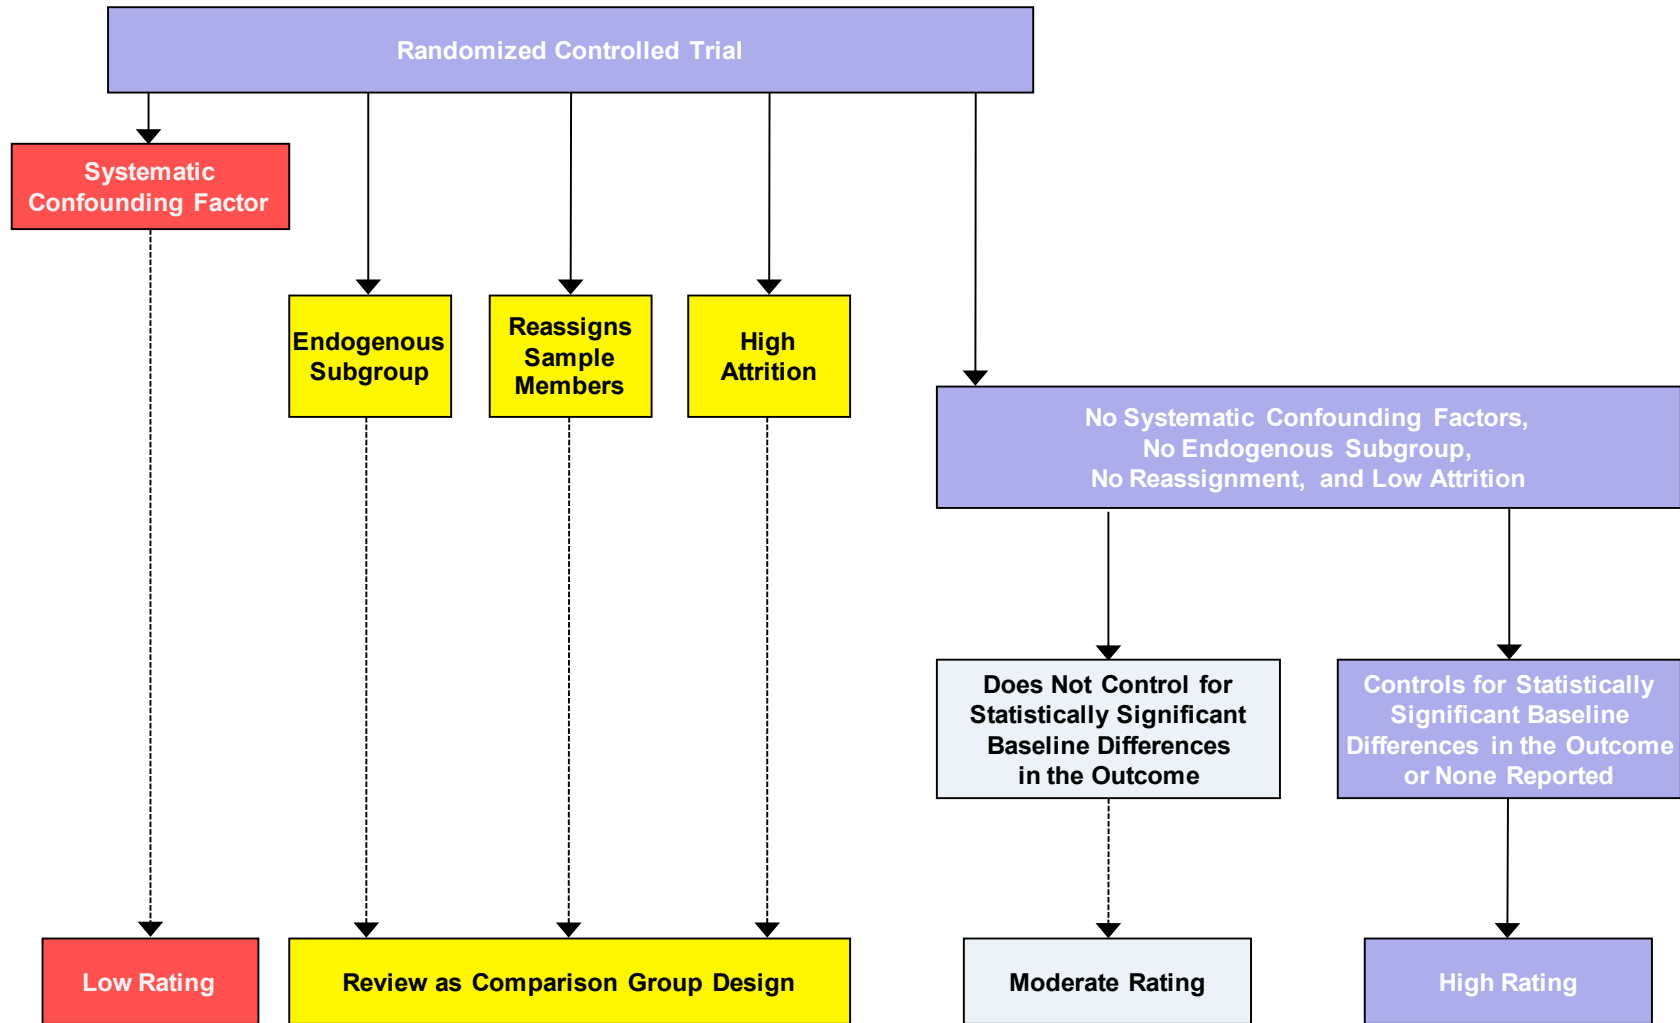 Randomized Controlled Trial
Systematic
Confounding Factor
Endogenous
Subgroup
Reassigns
Sample
Members
High
Attrition
No Systematic Confounding Factors,
No Endogenous Subgroup,
No Reassignment, and Low Attrition
Does Not Control for
Statistically Significant
Baseline Differences
in the Outcome
Controls for Statistically
Significant Baseline
Differences in the Outcome
or None Reported
Low Rating
Review as Comparison Group Design
Moderate Rating
High Rating